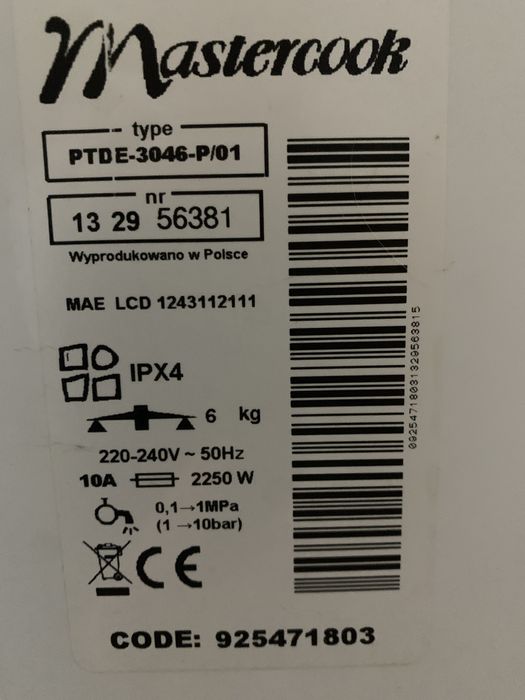 Mastercook
type
PTDE-3046-P/01
nr
13 29 56381
Wyprodukowano w Polsce
MAE LCD 1243112111
IPX4
6 kg
220-240V ~ 50Hz
10A 2250 W
0,1→1MPa
(1 →10bar)
CE
CODE: 925471803
09254718031329563815